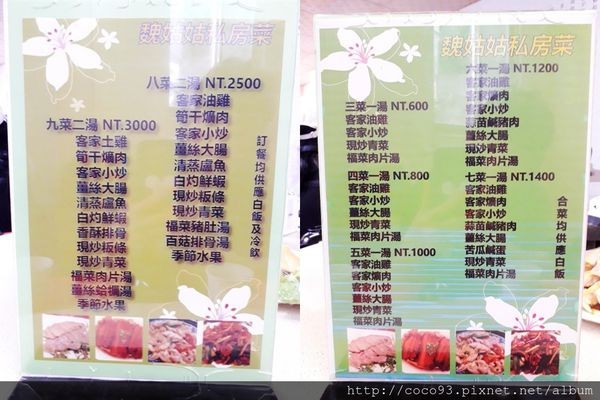 魏姑姑私房菜
八菜二湯 NT.2500
客家油雞
筍干爌肉
客家小炒
薑絲大腸
清蒸鱸魚
白灼鮮蝦
現炒粄條
現炒青菜
福菜豬肚湯
百菇排骨湯
季節水果
九菜二湯 NT.3000
客家土雞
筍干爌肉
客家小炒
薑絲大腸
清蒸鱸魚
白灼鮮蝦
香酥排骨
現炒粄條
現炒青菜
福菜肉片湯
薑絲蛤蠣湯
季節水果
訂餐均供應白飯及冷飲
魏姑姑私房菜
三菜一湯 NT.600
客家油雞
客家小炒
現炒青菜
福菜肉片湯
四菜一湯 NT.800
客家油雞
客家小炒
薑絲大腸
現炒青菜
福菜肉片湯
五菜一湯 NT.1000
客家油雞
客家爌肉
客家小炒
薑絲大腸
現炒青菜
福菜肉片湯
六菜一湯 NT.1200
客家油雞
客家爌肉
客家小炒
蒜苗鹹豬肉
薑絲大腸
現炒青菜
福菜肉片湯
七菜一湯 NT.1400
客家油雞
客家爌肉
客家小炒
薑絲大腸
蒜苗鹹豬肉
苦瓜鹹蛋
現炒青菜
福菜肉片湯
合菜均供應白飯
http://coco93.pixnet.net/album